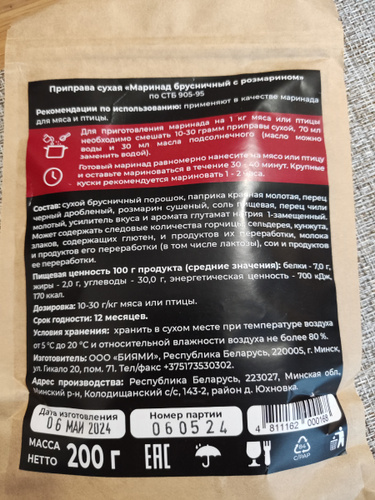 Приправа сухая «Маринад брусничный с розмарином»
по СТБ 905-95
Рекомендации по использованию: применяют в качестве маринада
для мяса и птицы.
Для приготовления маринада на 1 кг мяса или птицы
необходимо смешать 10-30 грамм приправы сухой, 70 мл
воды и 30 мл масла подсолнечного (масло можно
заменить водой).
Готовый маринад равномерно нанести на мясо или птицу
и оставьте мариноваться в течение 30 - 40 минут. Крупные
куски рекомендуется мариновать 1 - 2 часа.
Состав: сухой брусничный порошок, паприка красная молотая, перец
черный дробленый, розмарин сушеный, соль пищевая, перец чили
молотый, усилитель вкуса и аромата глутамат натрия 1-замещенный.
Может содержать следовые количества горчицы, сельдерея, кунжута,
злаков, содержащих глютен, и продуктов их переработки, молока
и продуктов его переработки (в том числе лактозы), сои и продуктов
ее переработки.
Пищевая ценность 100 г продукта (средние значения): белки - 7,0 г,
жиры - 2,0 г, углеводы - 30,0 г, энергетическая ценность - 700 кДж,
170 ккал.
Дозировка: 10-30 г/кг мяса или птицы.
Срок годности: 12 месяцев.
Условия хранения: хранить в сухом месте при температуре воздуха
от 5 °C до 20 °C и относительности влажности воздуха не более 80 %.
Изготовитель: ООО «БИЯМИ», Республика Беларусь, 220005, г. Минск,
ул. Гикало 20, пом. 71. Тел/факс +375173530302.
Адрес производства: Республика Беларусь, 223027, Минская обл.,
Минский р-н, Колодищанский с/с, 143-2, район д. Юхновка.
Дата изготовления
06 МАЙ 2024
Номер партии
060524
4 811162 000168
МАССА
НЕТТО 200 г
EAC
C/PAP